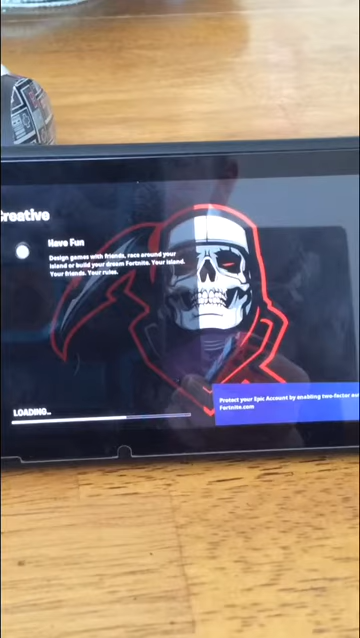 Creative
Have Fun
Design games with friends, race around your
island or build your dream Fortnite. Your island.
Your friends. Your rules.
LOADING..
Protect your Epic Account by enabling two-factor
Fortnite.com